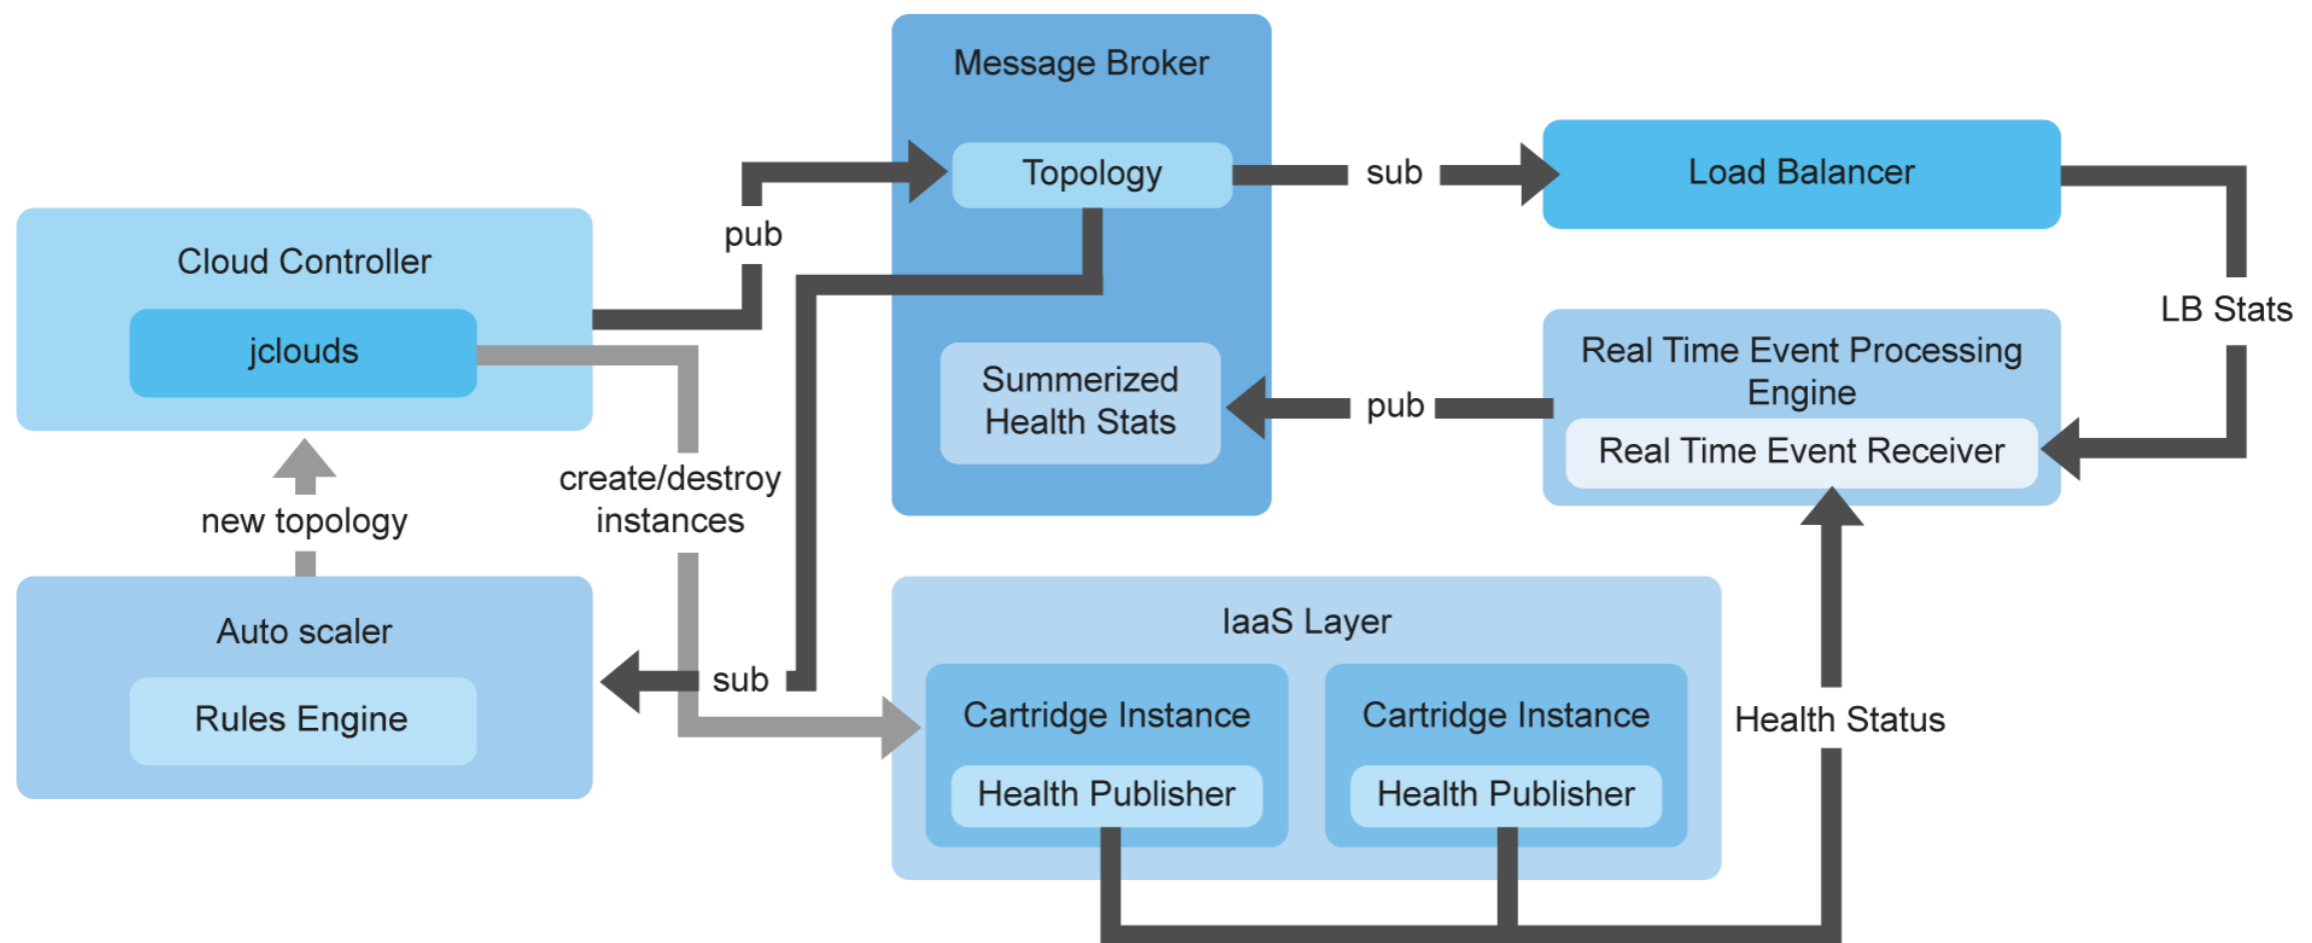 Message Broker
Topology
sub
Load Balancer
pub
Cloud Controller
jclouds
LB Stats
Real Time Event Processing
Engine
Real Time Event Receiver
Summerized
Health Stats
pub
create/destroy
instances
new topology
Auto scaler
Rules Engine
sub
IaaS Layer
Cartridge Instance
Health Publisher
Cartridge Instance
Health Publisher
Health Status